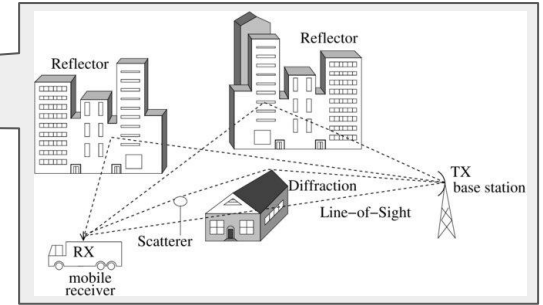 Reflector
Reflector
TX
base station
Diffraction
Line-of-Sight
Scatterer
RX
mobile
receiver